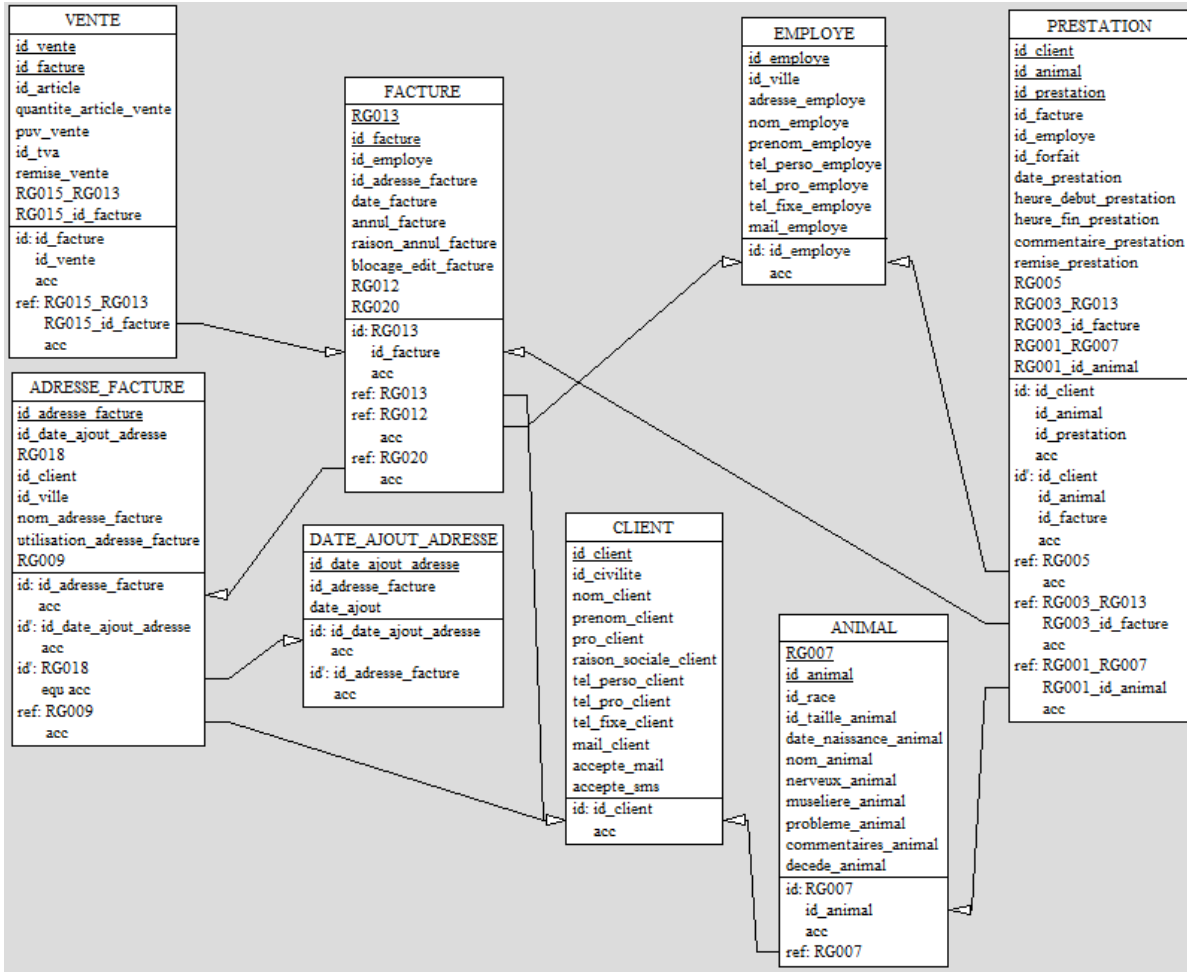 VENTE
id_vente
id_facture
id_article
quantite_article_vente
puv_vente
id_tva
remise_vente
RG015_RG013
RG015_id_facture
id: id_facture
id_vente
acc
ref: RG015_RG013
RG015_id_facture
acc
FACTURE
RG013
id_facture
id_employe
id_adresse_facture
date_facture
annul_facture
raison_annul_facture
blocage_edit_facture
RG012
RG020
id: RG013
id_facture
acc
ref: RG013
ref: RG012
acc
ref: RG020
acc
EMPLOYE
id_employe
id_ville
adresse_employe
nom_employe
prenom_employe
tel_perso_employe
tel_pro_employe
tel_fixe_employe
mail_employe
id: id_employe
acc
PRESTATION
id_client
id_animal
id_prestation
id_facture
id_employe
id_forfait
date_prestation
heure_debut_prestation
heure_fin_prestation
commentaire_prestation
remise_prestation
RG005
RG003_RG013
RG003_id_facture
RG001_RG007
RG001_id_animal
id: id_client
id_animal
id_prestation
acc
id': id_client
id_animal
id_facture
acc
ref: RG005
acc
ref: RG003_RG013
RG003_id_facture
acc
ref: RG001_RG007
RG001_id_animal
acc
ADRESSE_FACTURE
id_adresse_facture
id_date_ajout_adresse
RG018
id_client
id_ville
nom_adresse_facture
utilisation_adresse_facture
RG009
id: id_adresse_facture
acc
id': id_date_ajout_adresse
acc
id': RG018
equ acc
ref: RG009
acc
DATE_AJOUT_ADRESSE
id_date_ajout_adresse
id_adresse_facture
date_ajout
id: id_date_ajout_adresse
acc
id': id_adresse_facture
acc
CLIENT
id_client
id_civilite
nom_client
prenom_client
pro_client
raison_sociale_client
tel_perso_client
tel_pro_client
tel_fixe_client
mail_client
accepte_mail
accepte_sms
id: id_client
acc
ANIMAL
RG007
id_animal
id_race
id_taille_animal
date_naissance_animal
nom_animal
nerveux_animal
museliere_animal
probleme_animal
commentaires_animal
decede_animal
id: RG007
id_animal
acc
ref: RG007